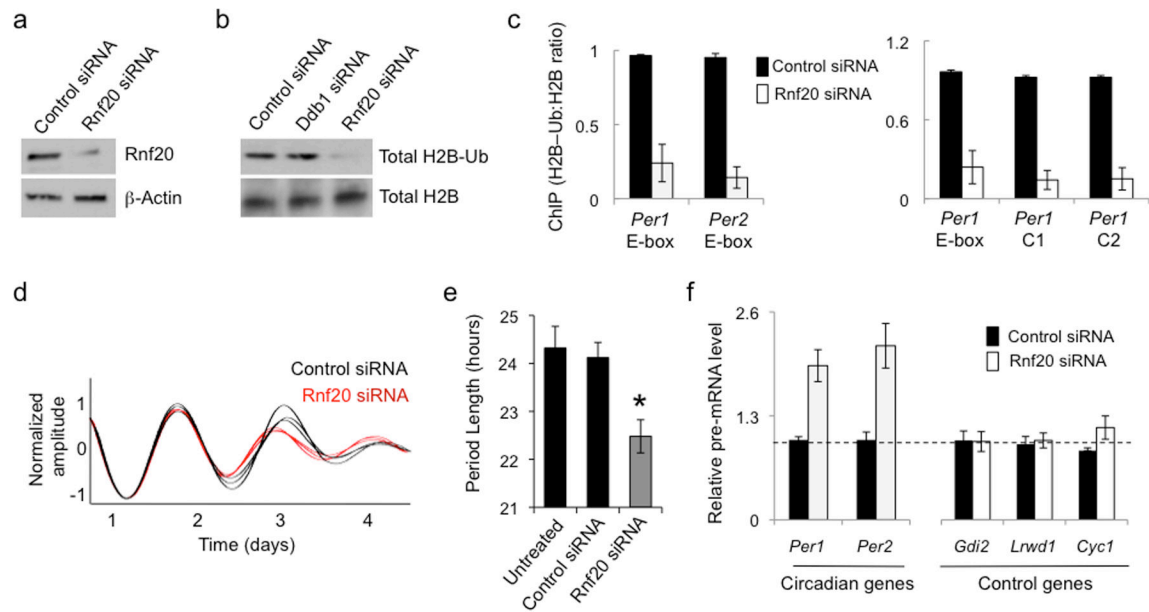 a
Control siRNA
Rnf20 siRNA
Rnf20
β-Actin
b
Control siRNA
Ddb1 siRNA
Rnf20 siRNA
Total H2B-Ub
Total H2B
c
ChIP (H2B–Ub:H2B ratio)
1
0.5
0
Per1 E-box
Per2 E-box
Control siRNA
Rnf20 siRNA
1.2
0.6
0
Per1 E-box
Per1 C1
Per1 C2
d
Normalized
amplitude
1
0
-1
Control siRNA
Rnf20 siRNA
1 2 3 4
Time (days)
e
Period Length (hours)
25
24
23
22
21
*
Untreated
Control siRNA
Rnf20 siRNA
f
Relative pre-mRNA level
2.6
1.3
0
Control siRNA
Rnf20 siRNA
Per1 Per2
Circadian genes
Gdi2 Lrwd1 Cyc1
Control genes